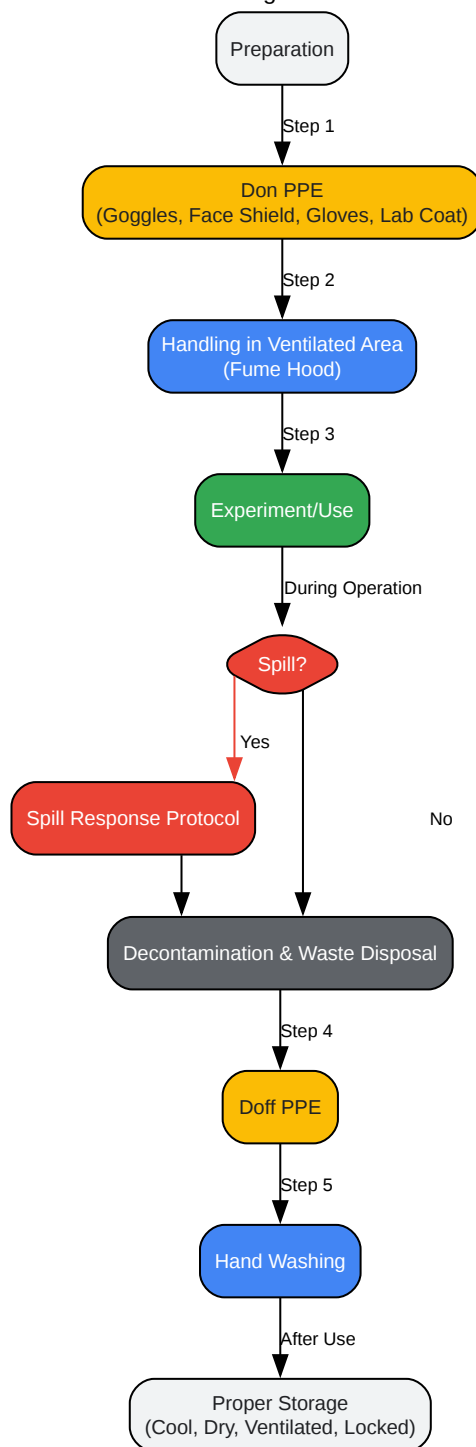 Preparation
Step 1
Don PPE
(Goggles, Face Shield, Gloves, Lab Coat)
Step 2
Handling in Ventilated Area
(Fume Hood)
Step 3
Experiment/Use
During Operation
Spill?
Yes
Spill Response Protocol
No
Decontamination & Waste Disposal
Step 4
Doff PPE
Step 5
Hand Washing
After Use
Proper Storage
(Cool, Dry, Ventilated, Locked)